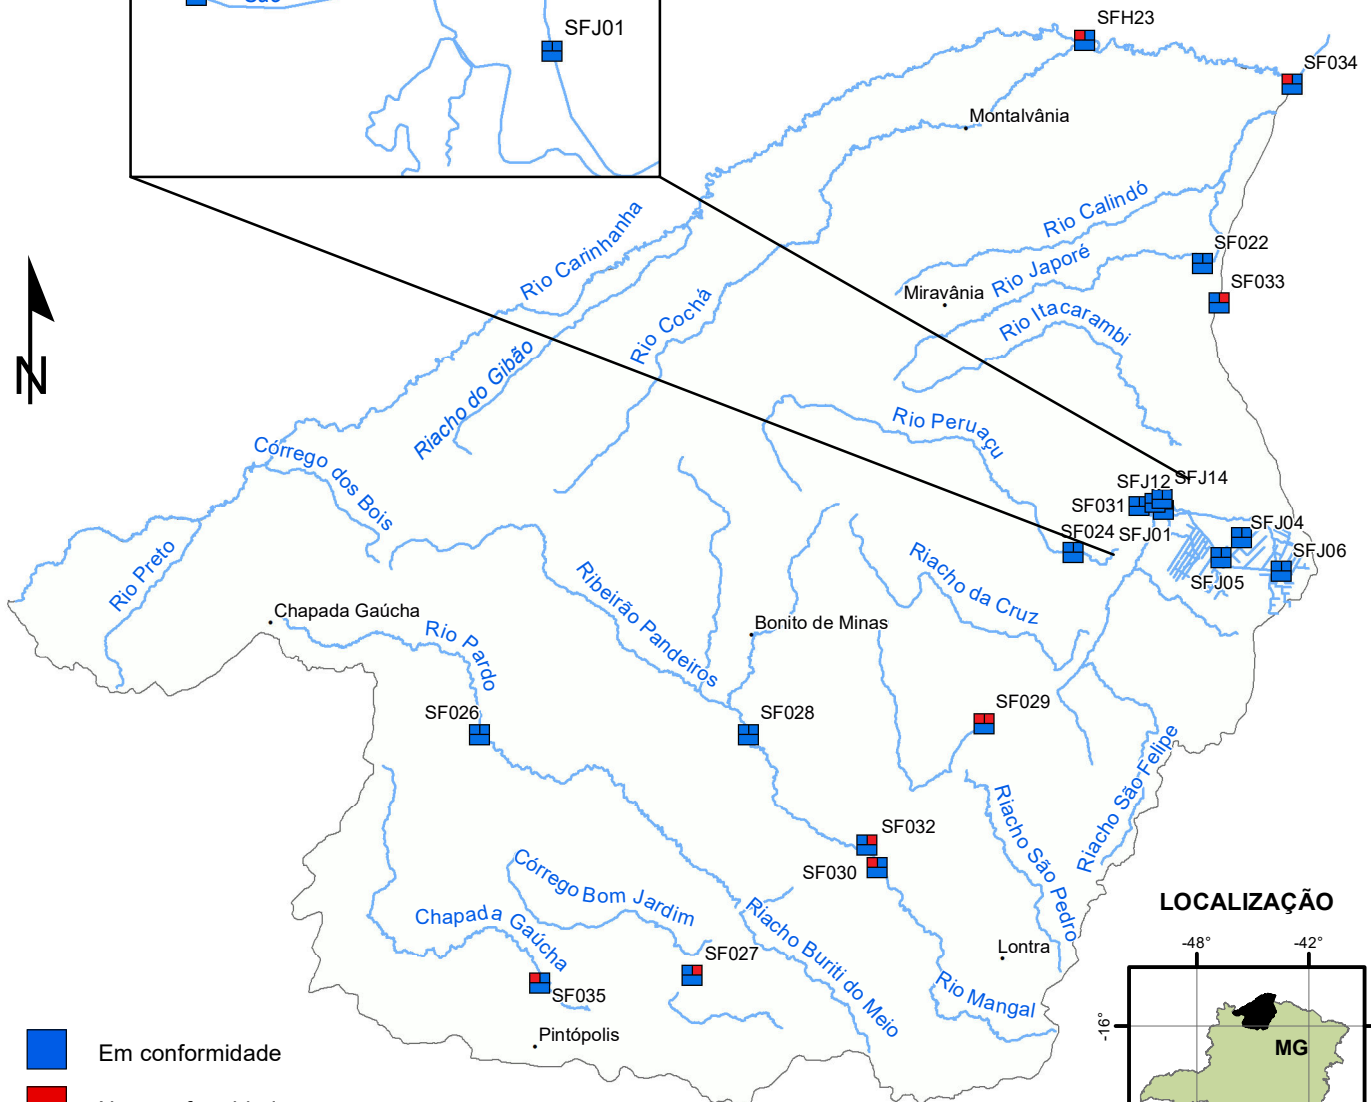 SFJ01
SFH23
SF034
Montalvânia
Rio Calindó
SF022
Rio Carinhanha
Rio Japoré
SF033
Miravânia
Rio Cochá
Rio Itacarambi
N
Riacho do Gibão
Rio Peruaçu
Córrego dos Bois
SFJ12
SFJ14
SF031
SF024
SFJ01
SFJ04
SFJ06
SFJ05
Rio Preto
Riacho da Cruz
Ribeirão Pandeiros
Chapada Gaúcha
Bonito de Minas
Rio Pardo
SF026
SF028
SF029
Riacho São Felipe
Riacho São Pedro
SF032
SF030
Córrego Bom Jardim
Chapada Gaúcha
Riacho Buriti do Meio
LOCALIZAÇÃO
Lontra
-48°
-42°
SF027
SF035
Rio Mangal
-16°
Pintópolis
MG
Em conformidade